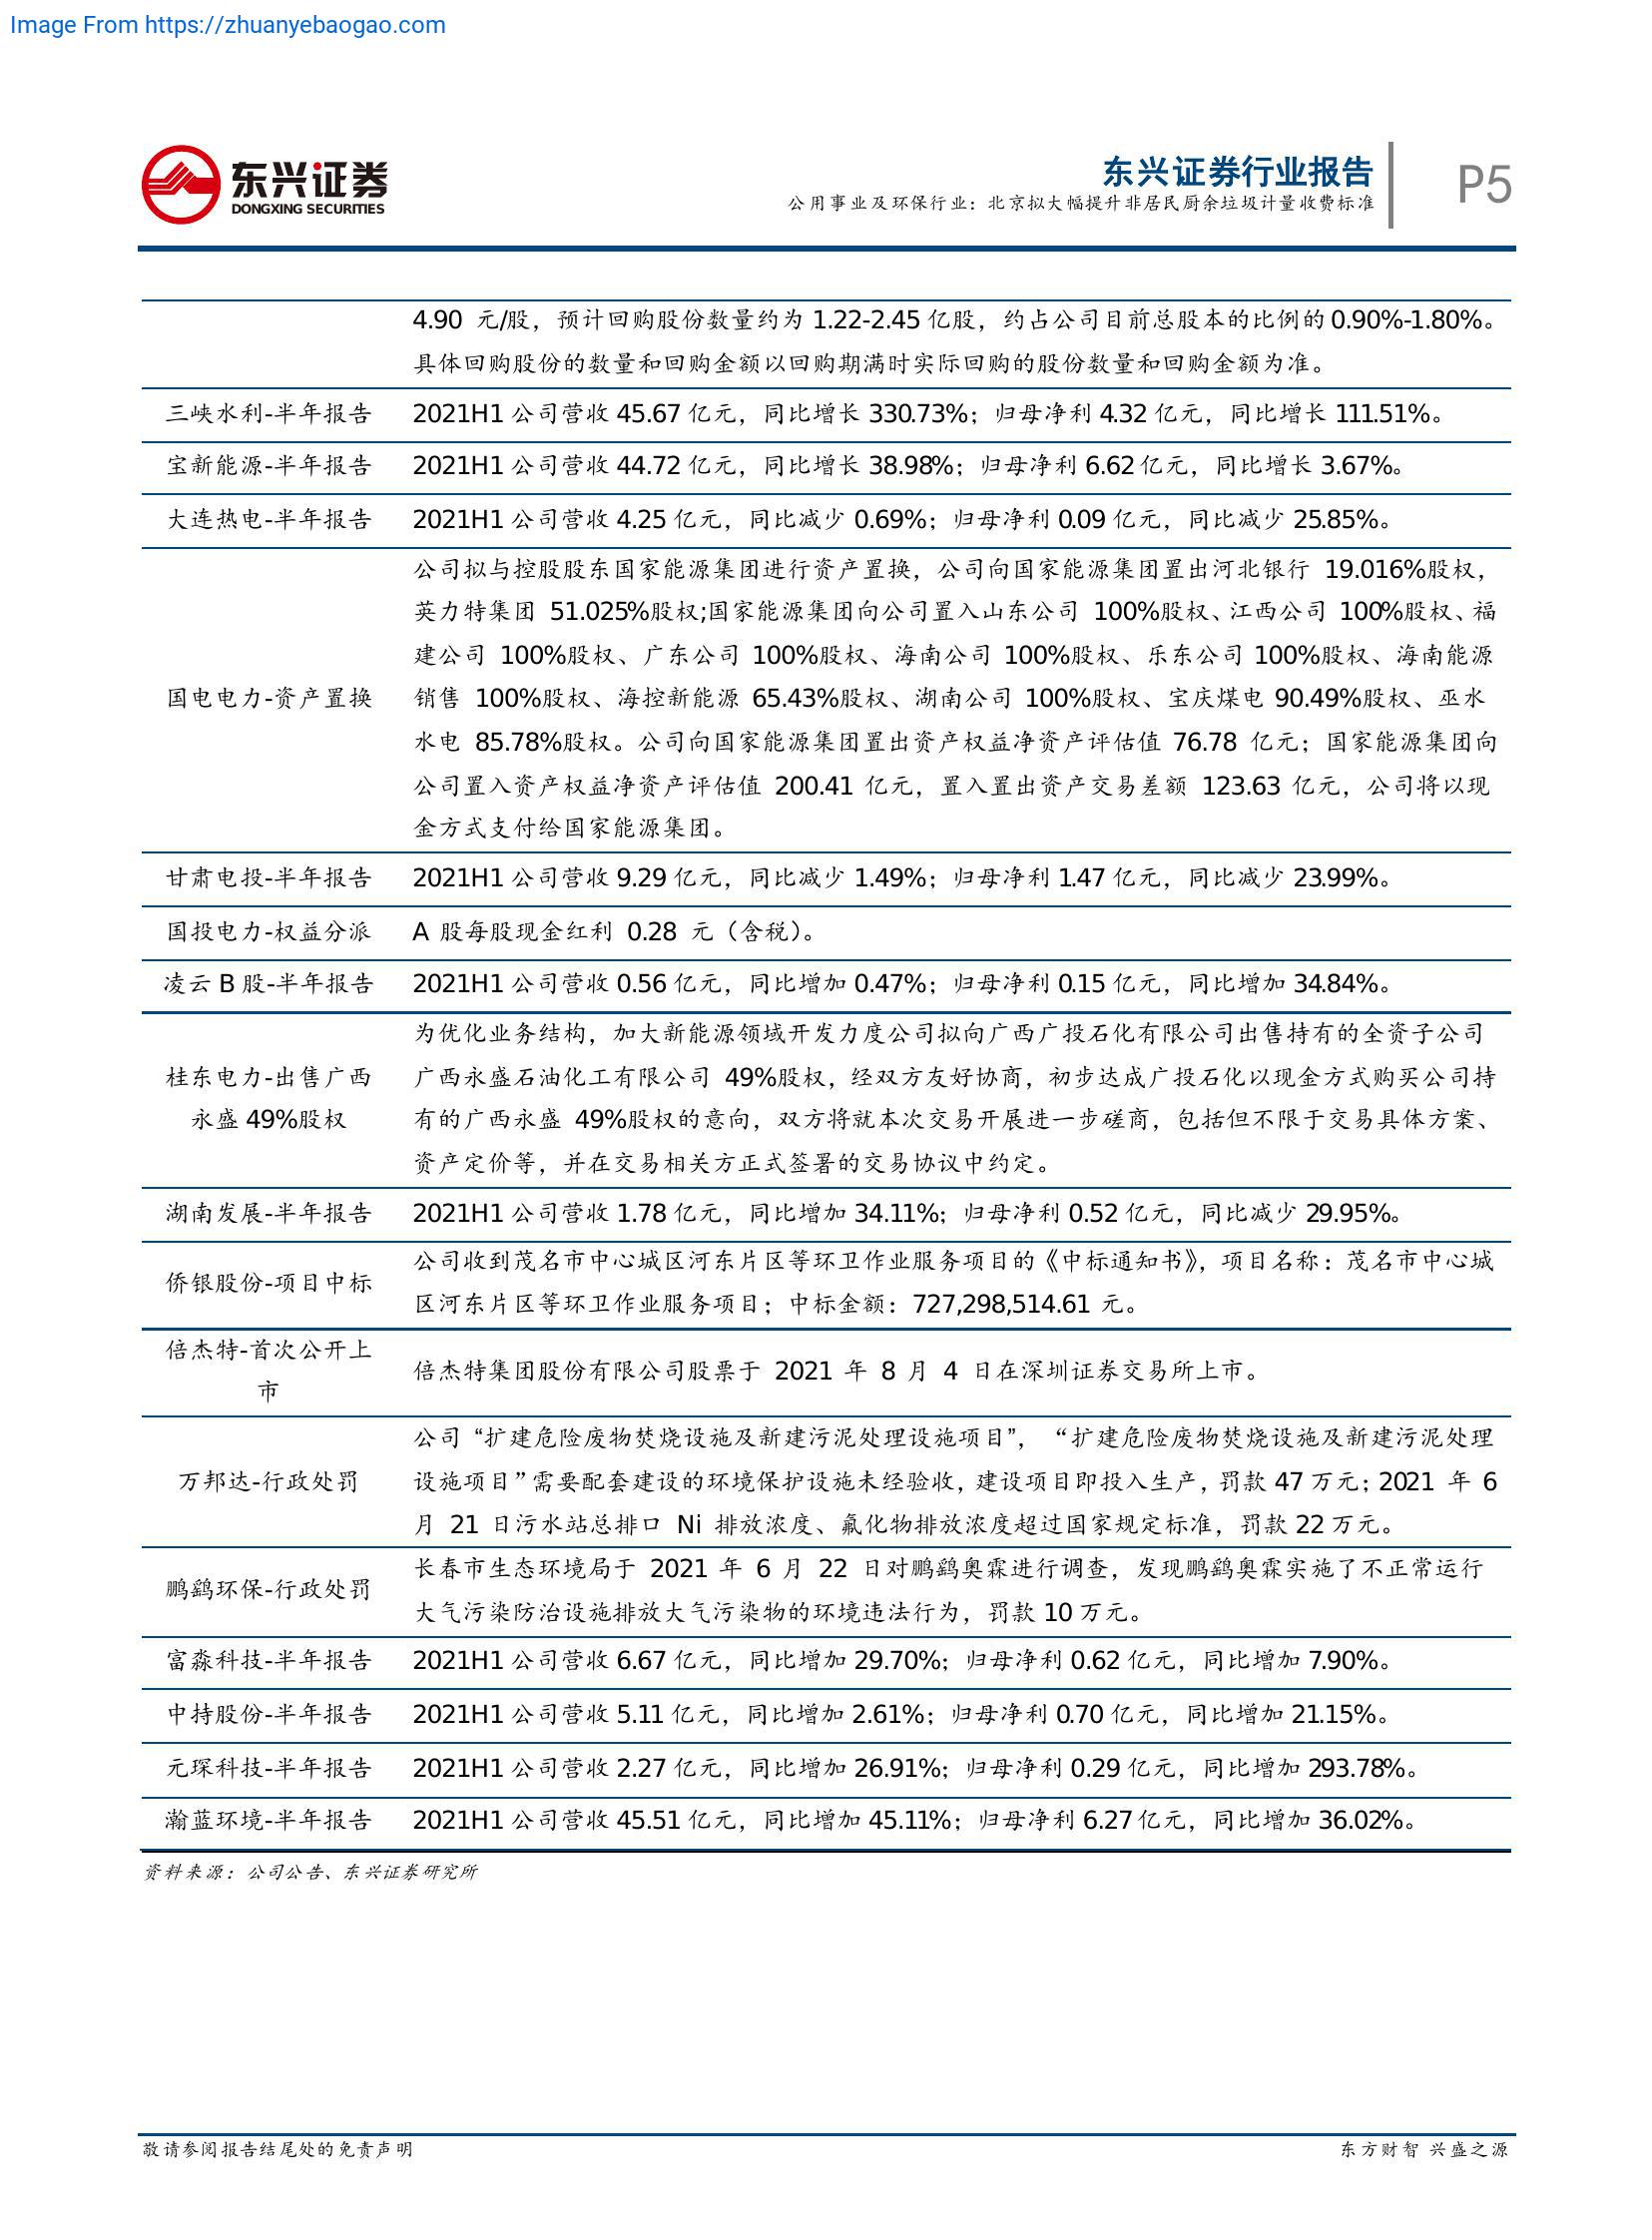 Image From https://zhuanyebaogao.com
东兴证券
DONGXING SECURITIES
东兴证券行业报告
公用事业及环保行业：北京拟大幅提升非居民厨余垃圾计量收费标准
P5
4.90 元/股，预计回购股份数量约为 1.22-2.45 亿股，约占公司目前总股本的比例的 0.90%-1.80%。
具体回购股份的数量和回购金额以回购期满时实际回购的股份数量和回购金额为准。
三峡水利-半年报告
2021H1 公司营收 45.67 亿元，同比增长 330.73%；归母净利 4.32 亿元，同比增长 111.51%。
宝新能源-半年报告
2021H1 公司营收 44.72 亿元，同比增长 38.98%；归母净利 6.62 亿元，同比增长 3.67%。
大连热电-半年报告
2021H1 公司营收 4.25 亿元，同比减少 0.69%；归母净利 0.09 亿元，同比减少 25.85%。
国电电力-资产置换
公司拟与控股股东国家能源集团进行资产置换，公司向国家能源集团置出河北银行 19.016%股权，
英力特集团 51.025%股权;国家能源集团向公司置入山东公司 100%股权、江西公司 100%股权、福
建公司 100%股权、广东公司 100%股权、海南公司 100%股权、乐东公司 100%股权、海南能源
销售 100%股权、海控新能源 65.43%股权、湖南公司 100%股权、宝庆煤电 90.49%股权、巫水
水电 85.78%股权。公司向国家能源集团置出资产权益净资产评估值 76.78 亿元；国家能源集团向
公司置入资产权益净资产评估值 200.41 亿元，置入置出资产交易差额 123.63 亿元，公司将以现
金方式支付给国家能源集团。
甘肃电投-半年报告
2021H1 公司营收 9.29 亿元，同比减少 1.49%；归母净利 1.47 亿元，同比减少 23.99%。
国投电力-权益分派
A 股每股现金红利 0.28 元（含税）。
凌云 B 股-半年报告
2021H1 公司营收 0.56 亿元，同比增加 0.47%；归母净利 0.15 亿元，同比增加 34.84%。
桂东电力-出售广西
永盛 49%股权
为优化业务结构，加大新能源领域开发力度公司拟向广西广投石化有限公司出售持有的全资子公司
广西永盛石油化工有限公司 49%股权，经双方友好协商，初步达成广投石化以现金方式购买公司持
有的广西永盛 49%股权的意向，双方将就本次交易开展进一步磋商，包括但不限于交易具体方案、
资产定价等，并在交易相关方正式签署的交易协议中约定。
湖南发展-半年报告
2021H1 公司营收 1.78 亿元，同比增加 34.11%；归母净利 0.52 亿元，同比减少 29.95%。
侨银股份-项目中标
公司收到茂名市中心城区河东片区等环卫作业服务项目的《中标通知书》，项目名称：茂名市中心城
区河东片区等环卫作业服务项目；中标金额：727,298,514.61 元。
倍杰特-首次公开上
市
倍杰特集团股份有限公司股票于 2021 年 8 月 4 日在深圳证券交易所上市。
万邦达-行政处罚
公司 “扩建危险废物焚烧设施及新建污泥处理设施项目”， “扩建危险废物焚烧设施及新建污泥处理
设施项目”需要配套建设的环境保护设施未经验收，建设项目即投入生产，罚款 47 万元；2021 年 6
月 21 日污水站总排口 Ni 排放浓度、氟化物排放浓度超过国家规定标准，罚款 22 万元。
鹏鹞环保-行政处罚
长春市生态环境局于 2021 年 6 月 22 日对鹏鹞奥霖进行调查，发现鹏鹞奥霖实施了不正常运行
大气污染防治设施排放大气污染物的环境违法行为，罚款 10 万元。
富淼科技-半年报告
2021H1 公司营收 6.67 亿元，同比增加 29.70%；归母净利 0.62 亿元，同比增加 7.90%。
中持股份-半年报告
2021H1 公司营收 5.11 亿元，同比增加 2.61%；归母净利 0.70 亿元，同比增加 21.15%。
元琛科技-半年报告
2021H1 公司营收 2.27 亿元，同比增加 26.91%；归母净利 0.29 亿元，同比增加 293.78%。
瀚蓝环境-半年报告
2021H1 公司营收 45.51 亿元，同比增加 45.11%；归母净利 6.27 亿元，同比增加 36.02%。
资料来源：公司公告、东兴证券研究所
敬请参阅报告结尾处的免责声明
东方财智 兴盛之源